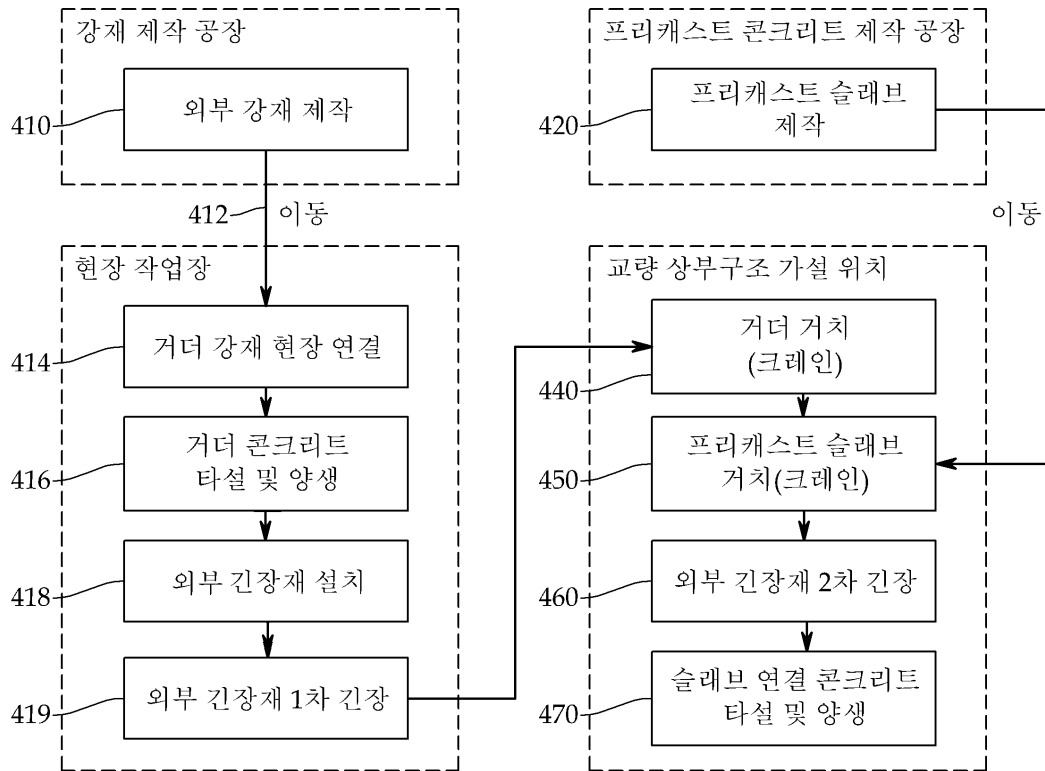 강재 제작 공장
외부 강재 제작
410
412
이동
현장 작업장
거더 강재 현장 연결
414
거더 콘크리트
타설 및 양생
416
외부 긴장재 설치
418
외부 긴장재 1차 긴장
419
프리캐스트 콘크리트 제작 공장
프리캐스트 슬래브
제작
420
이동
교량 상부구조 가설 위치
거더 거치
(크레인)
440
프리캐스트 슬래브
거치(크레인)
450
외부 긴장재 2차 긴장
460
슬래브 연결 콘크리트
타설 및 양생
470